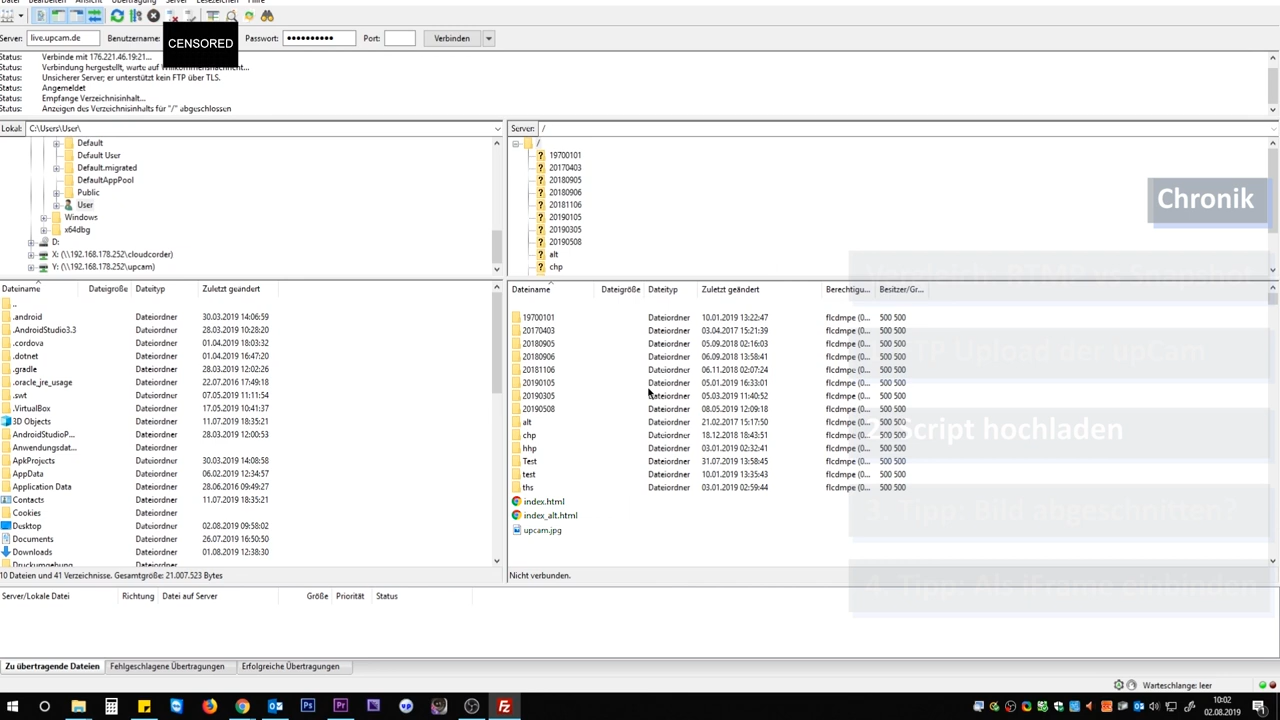 Datei Bearbeiten Ansicht Übertragung Server Lesezeichen Hilfe
Server: live.upcam.de Benutzername: CENSORED Passwort: •••••••••• Port: Verbinden
Status: Verbinde mit 176.221.46.19:21...
Status: Verbindung hergestellt, warte auf Willkommensnachricht...
Status: Unsicherer Server; er unterstützt kein FTP über TLS.
Status: Angemeldet
Status: Empfange Verzeichnisinhalt...
Status: Anzeigen des Verzeichnisinhalts für "/" abgeschlossen
Lokal: C:\Users\User\
Default
Default User
Default.migrated
DefaultAppPool
Public
User
Windows
x64dbg
D:
X: (\\192.168.178.252\cloudcorder)
Y: (\\192.168.178.252\upcam)
Server: /
/
19700101
20170403
20180905
20180906
20181106
20190105
20190305
20190508
alt
chp
Chronik
Dateiname Dateigröße Dateityp Zuletzt geändert
..
.android Dateiordner 30.03.2019 14:06:59
.AndroidStudio3.3 Dateiordner 28.03.2019 10:28:20
.cordova Dateiordner 01.04.2019 18:03:32
.dotnet Dateiordner 01.04.2019 16:47:20
.gradle Dateiordner 28.03.2019 12:02:26
.oracle_jre_usage Dateiordner 22.07.2016 17:49:18
.swt Dateiordner 07.05.2019 11:11:54
.VirtualBox Dateiordner 17.05.2019 10:41:37
3D Objects Dateiordner 11.07.2019 18:35:21
AndroidStudioP... Dateiordner 28.03.2019 12:00:53
Anwendungsdat... Dateiordner
ApkProjects Dateiordner 30.03.2019 14:08:58
AppData Dateiordner 06.02.2019 12:34:57
Application Data Dateiordner 28.06.2016 09:49:27
Contacts Dateiordner 11.07.2019 18:35:21
Cookies Dateiordner
Desktop Dateiordner 02.08.2019 09:58:02
Documents Dateiordner 26.07.2019 16:50:50
Downloads Dateiordner 01.08.2019 12:38:30
Druckumgebung Dateiordner
10 Dateien und 41 Verzeichnisse. Gesamtgröße: 21.007.523 Bytes
Dateiname Dateigröße Dateityp Zuletzt geändert Berechtigu... Besitzer/Gr...
19700101 Dateiordner 10.01.2019 13:22:47 flcdmpe (0... 500 500
20170403 Dateiordner 03.04.2017 15:21:39 flcdmpe (0... 500 500
20180905 Dateiordner 05.09.2018 02:16:03 flcdmpe (0... 500 500
20180906 Dateiordner 06.09.2018 13:58:41 flcdmpe (0... 500 500
20181106 Dateiordner 06.11.2018 02:07:24 flcdmpe (0... 500 500
20190105 Dateiordner 05.01.2019 16:33:01 flcdmpe (0... 500 500
20190305 Dateiordner 05.03.2019 11:40:52 flcdmpe (0... 500 500
20190508 Dateiordner 08.05.2019 12:09:18 flcdmpe (0... 500 500
alt Dateiordner 21.02.2017 15:17:50 flcdmpe (0... 500 500
chp Dateiordner 18.12.2018 18:43:51 flcdmpe (0... 500 500
hhp Dateiordner 03.01.2019 02:32:41 flcdmpe (0... 500 500
Test Dateiordner 31.07.2019 13:58:45 flcdmpe (0... 500 500
test Dateiordner 10.01.2019 13:35:43 flcdmpe (0... 500 500
ths Dateiordner 03.01.2019 02:59:44 flcdmpe (0... 500 500
index.html
index_alt.html
upcam.jpg
Nicht verbunden.
FTP Upload der upCam
2. Script hochladen
3. Tipp: Bild abgeschnitten
4. Tipp: Als iFrame einbinden
Server/Lokale Datei Richtung Datei auf Server Größe Priorität Status
Zu übertragende Dateien Fehlgeschlagene Übertragungen Erfolgreiche Übertragungen
Warteschlange: leer
10:02
02.08.2019